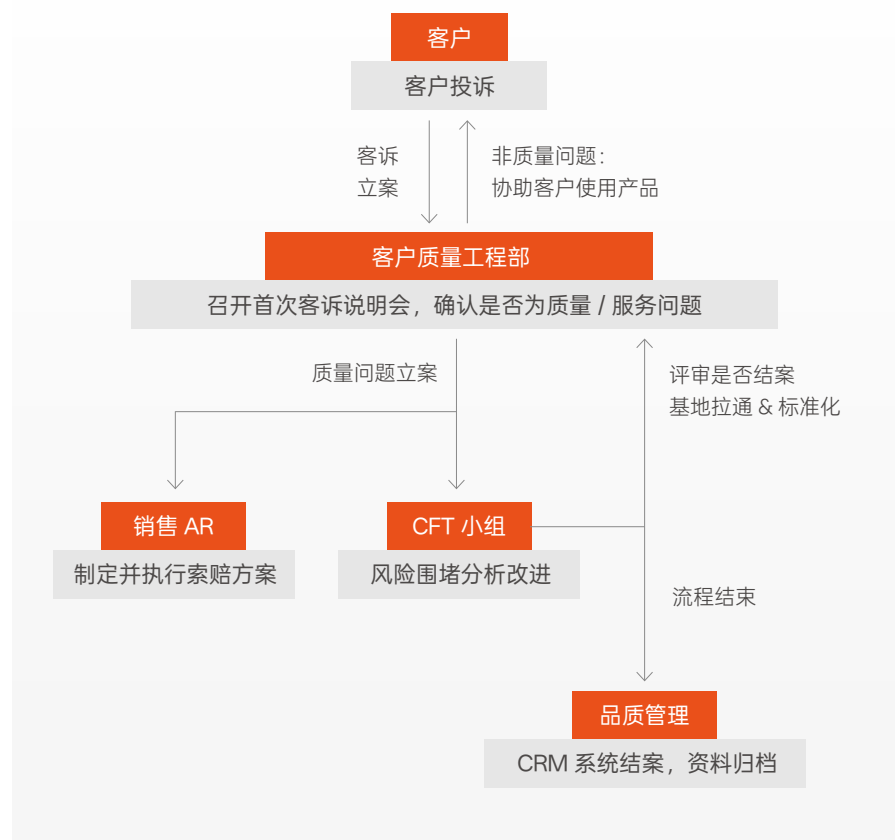 客户
客户投诉
客诉
立案
非质量问题：
协助客户使用产品
客户质量工程部
召开首次客诉说明会，确认是否为质量 / 服务问题
质量问题立案
评审是否结案
基地拉通 & 标准化
销售 AR
制定并执行索赔方案
CFT 小组
风险围堵分析改进
流程结束
品质管理
CRM 系统结案，资料归档